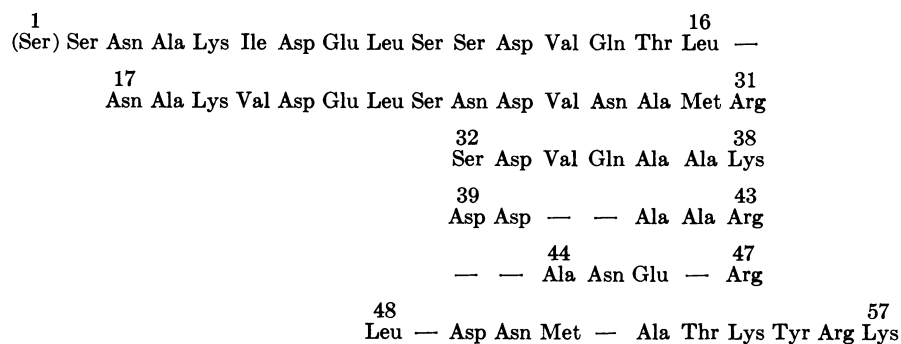 1 16
(Ser) Ser Asn Ala Lys Ile Asp Glu Leu Ser Ser Asp Val Gln Thr Leu —
17 31
Asn Ala Lys Val Asp Glu Leu Ser Asn Asp Val Asn Ala Met Arg
32 38
Ser Asp Val Gln Ala Ala Lys
39 43
Asp Asp — — Ala Ala Arg
44 47
— — Ala Asn Glu — Arg
48 57
Leu — Asp Asn Met — Ala Thr Lys Tyr Arg Lys